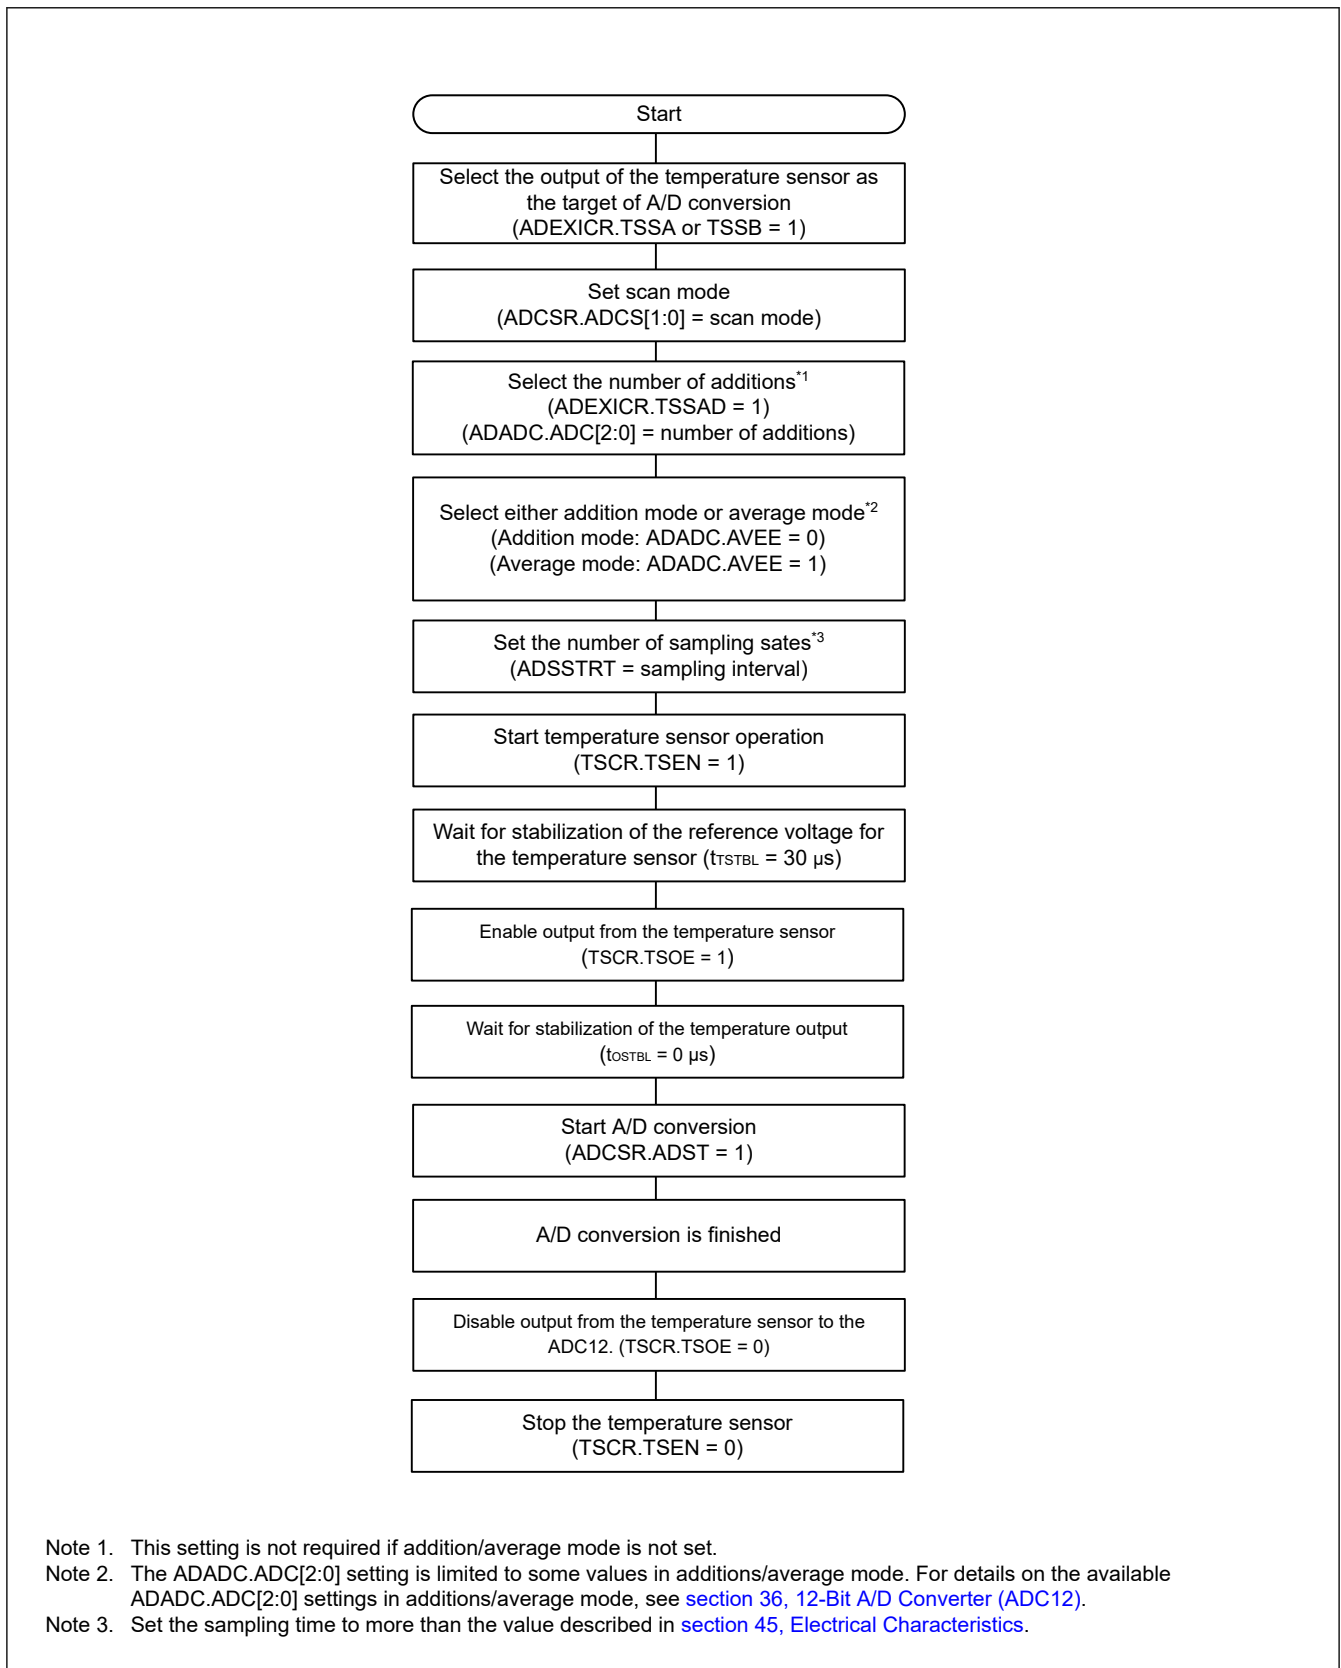 Start
Select the output of the temperature sensor as
the target of A/D conversion
(ADEXICR.TSSA or TSSB = 1)
Set scan mode
(ADCSR.ADCS[1:0] = scan mode)
Select the number of additions*1
(ADEXICR.TSSAD = 1)
(ADADC.ADC[2:0] = number of additions)
Select either addition mode or average mode*2
(Addition mode: ADADC.AVEE = 0)
(Average mode: ADADC.AVEE = 1)
Set the number of sampling sates*3
(ADSSTRT = sampling interval)
Start temperature sensor operation
(TSCR.TSEN = 1)
Wait for stabilization of the reference voltage for
the temperature sensor (tTSTBL = 30 μs)
Enable output from the temperature sensor
(TSCR.TSOE = 1)
Wait for stabilization of the temperature output
(tOSTBL = 0 μs)
Start A/D conversion
(ADCSR.ADST = 1)
A/D conversion is finished
Disable output from the temperature sensor to the
ADC12. (TSCR.TSOE = 0)
Stop the temperature sensor
(TSCR.TSEN = 0)
Note 1. This setting is not required if addition/average mode is not set.
Note 2. The ADADC.ADC[2:0] setting is limited to some values in additions/average mode. For details on the available
ADADC.ADC[2:0] settings in additions/average mode, see section 36, 12-Bit A/D Converter (ADC12).
Note 3. Set the sampling time to more than the value described in section 45, Electrical Characteristics.